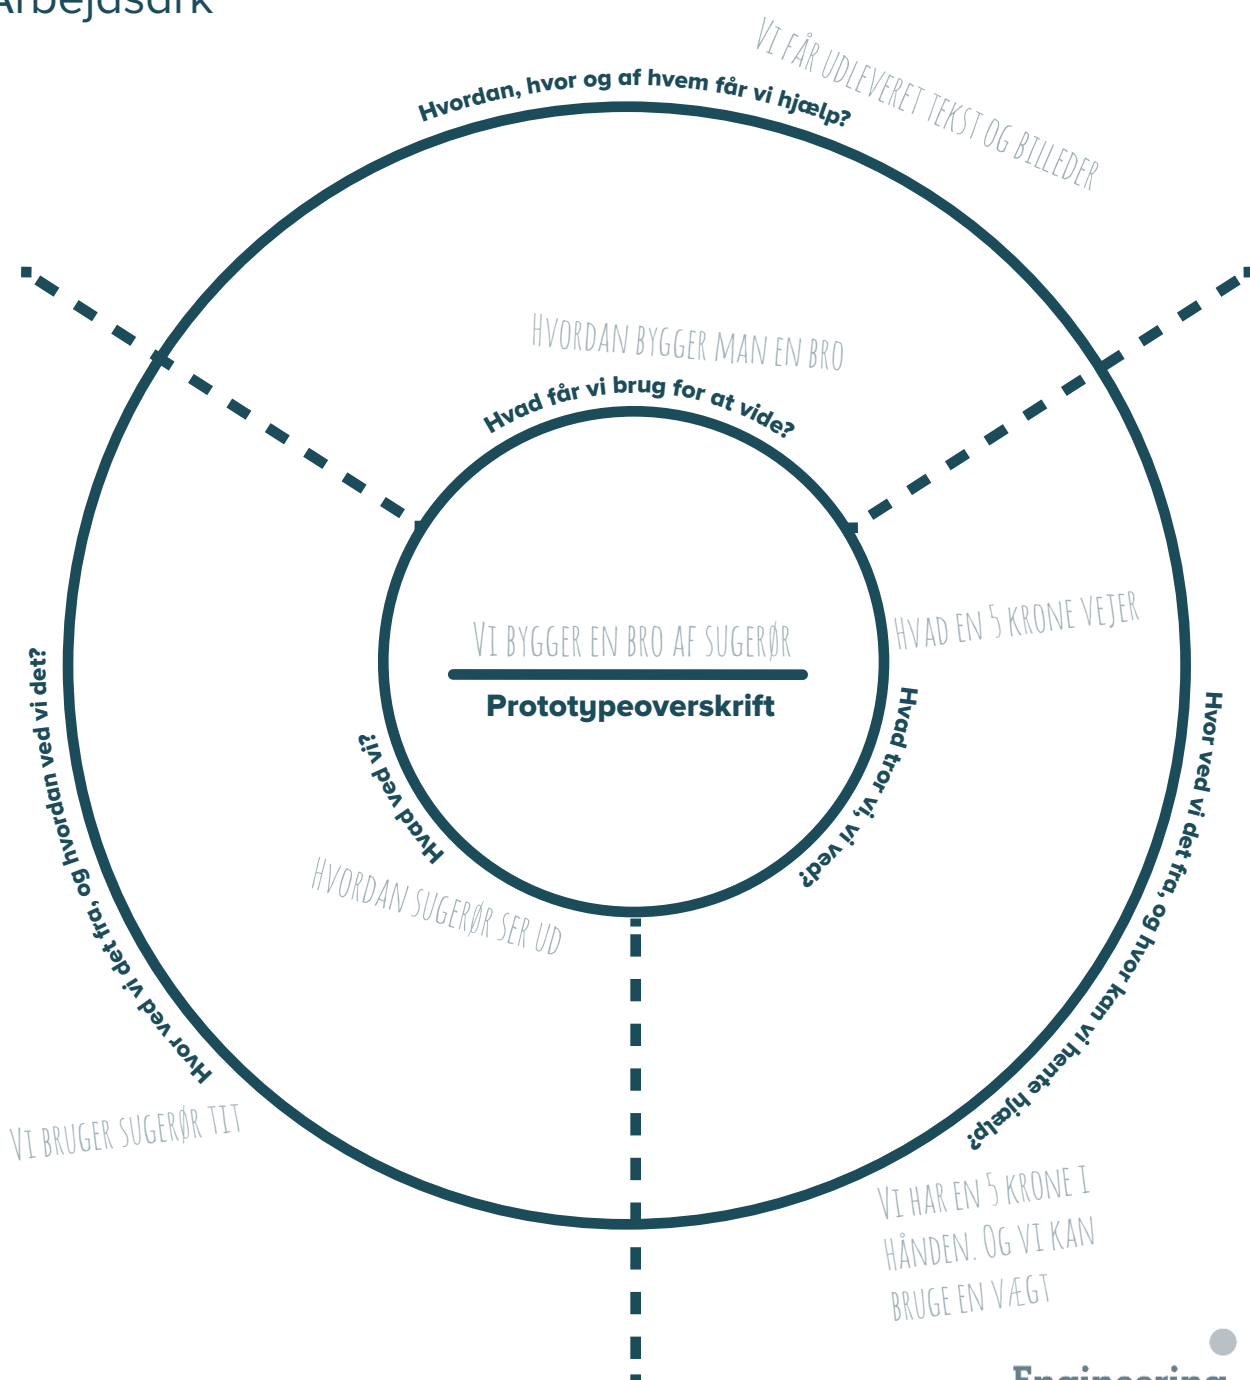 Arbejdsark
Vi får udleveret tekst og billeder
Hvordan, hvor og af hvem får vi hjælp?
Hvordan bygger man en bro
Hvad får vi brug for at vide?
Hvad en 5 krone vejer
Vi bygger en bro af sugerør
Prototypeoverskrift
Hvad tror vi, vi ved?
Hvad ved vi?
Hvor ved vi det fra, og hvordan ved vi det?
Hvor ved vi det fra, og hvor kan vi hente hjælp?
Hvordan sugerør ser ud
Vi bruger sugerør tit
Vi har en 5 krone i
hånden. Og vi kan
bruge en vægt
Engineering